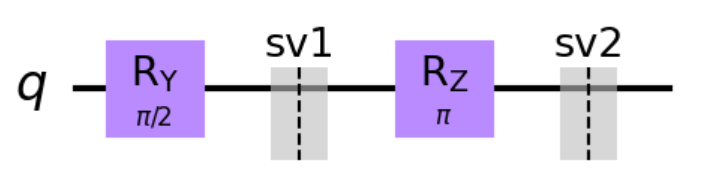 sv1 sv2
q R_Y R_Z
π/2 π